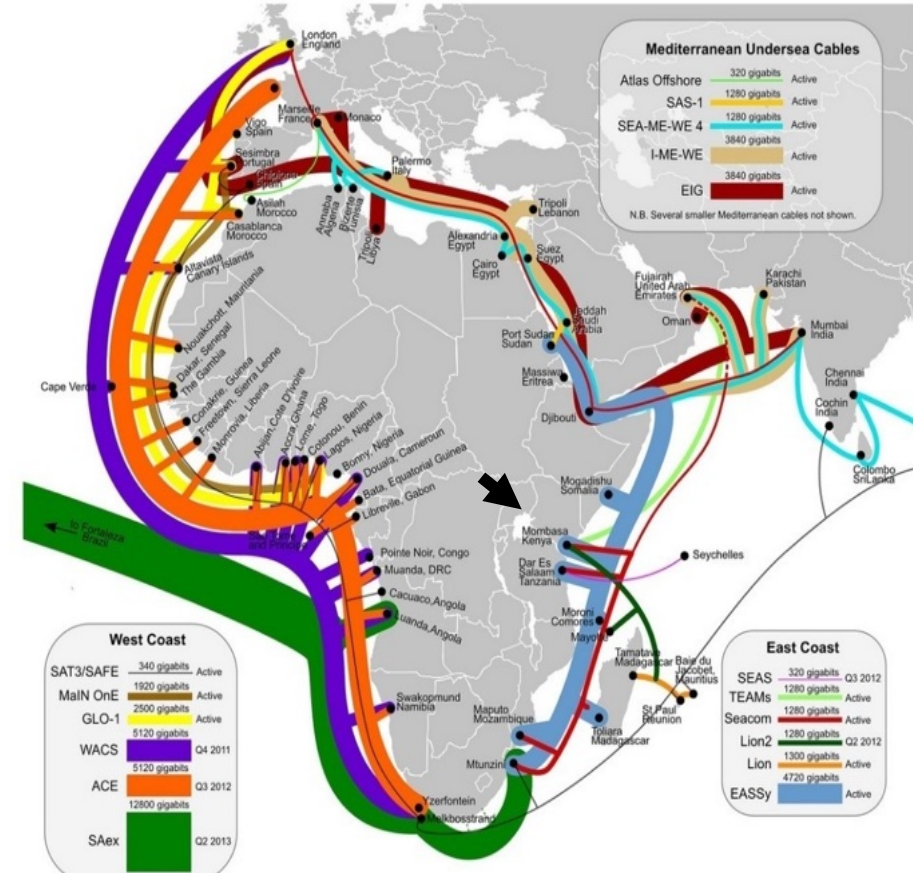 London
England
Vigo
Spain
Sesimbra
Portugal
Chipiona
Spain
Asilah
Morocco
Casablanca
Morocco
Altavista
Canary Islands
Nouakchott, Mauritania
Dakar, Senegal
The Gambia
Cape Verde
Conakrie, Guinea
Freetown, Sierra Leone
Monrovia, Liberia
Abijan, Cote D'Ivoire
Accra, Ghana
Lome, Togo
Cotonou, Benin
Lagos, Nigeria
Bonny, Nigeria
Douala, Cameroun
Bata, Equatorial Guinea
Libreville, Gabon
and Principe
Pointe Noir, Congo
Muanda, DRC
Cacuaco, Angola
Luanda, Angola
Swakopmund
Namibia
Yzerfontein
Melkbosstrand
to Fortaleza
Brazil
Marseille
France
Monaco
Annaba
Algeria
Bizerte
Tunisia
Palermo
Italy
Tripoli
Libya
Tripoli
Lebanon
Alexandria
Egypt
Cairo
Egypt
Suez
Egypt
Jeddah
Saudi
Arabia
Port Sudan
Sudan
Massiwa
Eritrea
Djibouti
Fujairah
United Arab
Emirates
Oman
Karachi
Pakistan
Mumbai
India
Chennai
India
Cochin
India
Colombo
SriLanka
Mogadishu
Somalia
Mombasa
Kenya
Dar Es
Salaam
Tanzania
Seychelles
Moroni
Comores
Mayotte
Tamatave
Madagascar
Baie du
Jacobet,
Mauritius
St Paul
Reunion
Toliara
Madagascar
Maputo
Mozambique
Mtunzini
Mediterranean Undersea Cables
Atlas Offshore 320 gigabits Active
SAS-1 1280 gigabits Active
SEA-ME-WE 4 1280 gigabits Active
I-ME-WE 3840 gigabits Active
EIG 3840 gigabits Active
N.B. Several smaller Mediterranean cables not shown.
West Coast
SAT3/SAFE 340 gigabits Active
MaIN OnE 1920 gigabits Active
GLO-1 2500 gigabits Active
WACS 5120 gigabits Q4 2011
ACE 5120 gigabits Q3 2012
SAex 12800 gigabits Q2 2013
East Coast
SEAS 320 gigabits Q3 2012
TEAMs 1280 gigabits Active
Seacom 1280 gigabits Active
Lion2 1280 gigabits Q2 2012
Lion 1300 gigabits Active
EASSy 4720 gigabits Active